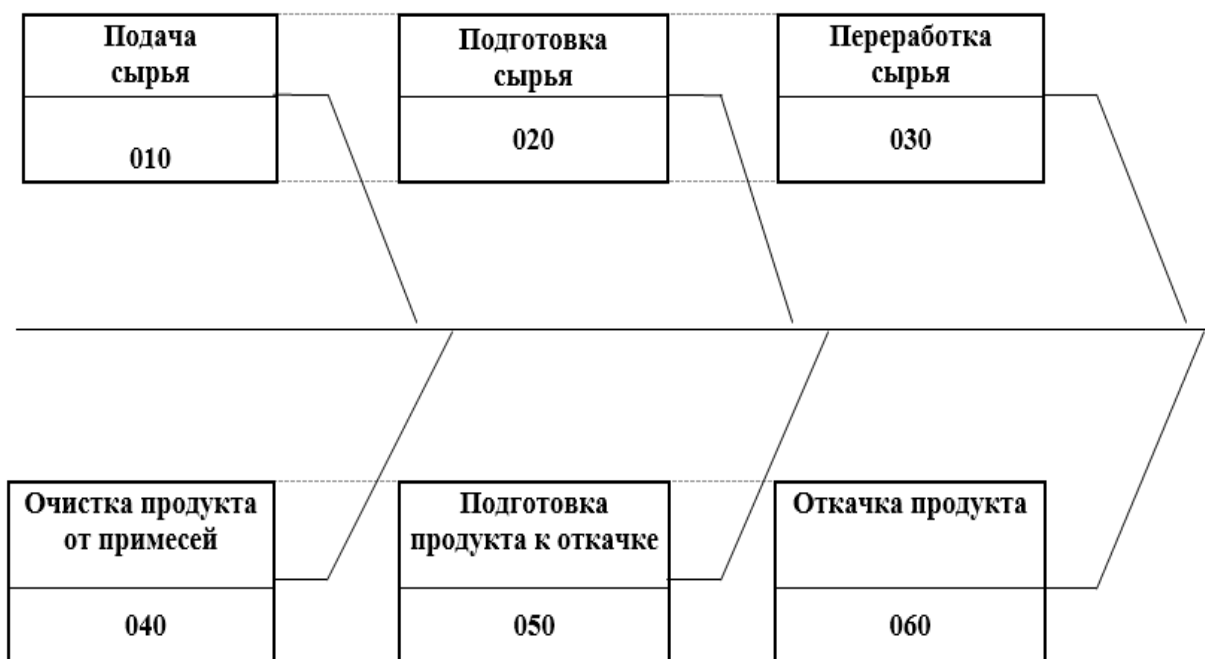 Подача
сырья
010
Подготовка
сырья
020
Переработка
сырья
030
Очистка продукта
от примесей
040
Подготовка
продукта к откачке
050
Откачка продукта
060